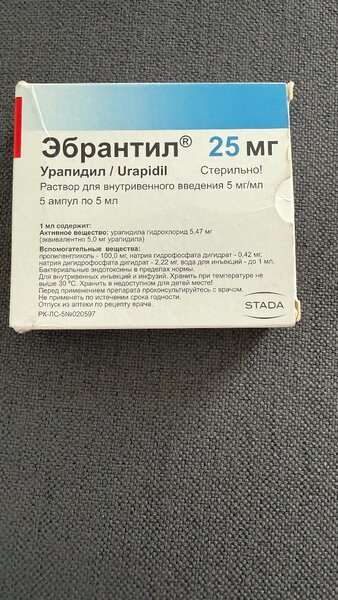 Эбрантил® 25 мг
Урапидил / Urapidil Стерильно!
Раствор для внутривенного введения 5 мг/мл
5 ампул по 5 мл
1 мл содержит:
Активное вещество: урапидила гидрохлорид 5,47 мг
(эквивалентно 5,0 мг урапидила)
Вспомогательные вещества:
пропиленгликоль - 100,0 мг, натрия гидрофосфата дигидрат - 0,42 мг,
натрия дигидрофосфата дигидрат - 2,22 мг, вода для инъекций - до 1 мл.
Бактериальные эндотоксины в пределах нормы.
Для внутривенных инъекций и инфузий. Хранить при температуре не
выше 30 °С. Хранить в недоступном для детей месте!
Перед применением препарата проконсультируйтесь с врачом.
Не применять по истечении срока годности.
Отпуск из аптеки по рецепту врача.
STADA
РК-ЛС-5№020597